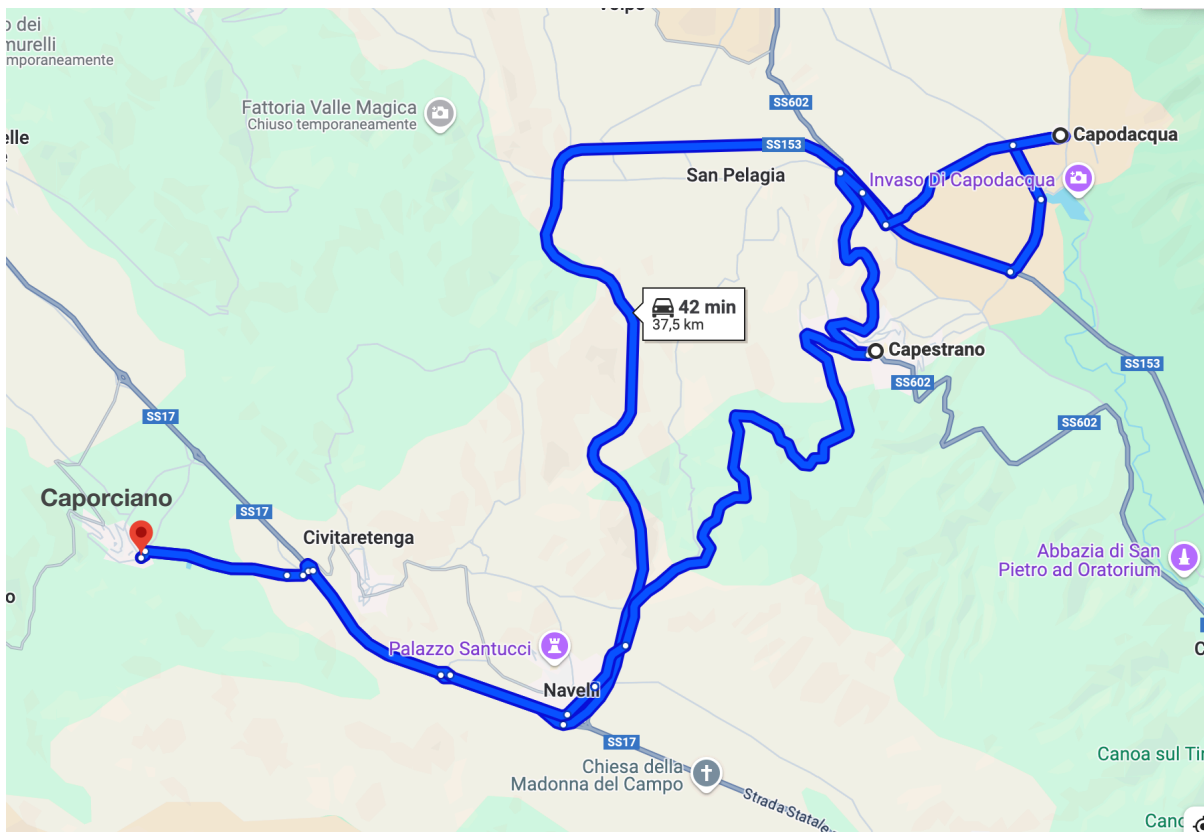 o dei
murelli
mporaneamente
elle
Fattoria Valle Magica
Chiuso temporaneamente
SS602
SS153
San Pelagia
Capodacqua
Invaso Di Capodacqua
42 min
37,5 km
Capestrano
SS602
SS153
SS602
SS17
Caporciano
SS17
Civitaretenga
Abbazia di San
Pietro ad Oratorium
o
Palazzo Santucci
Navelli
SS17
Chiesa della
Madonna del Campo
Strada Statale
C
Canoa sul Tir
Cano